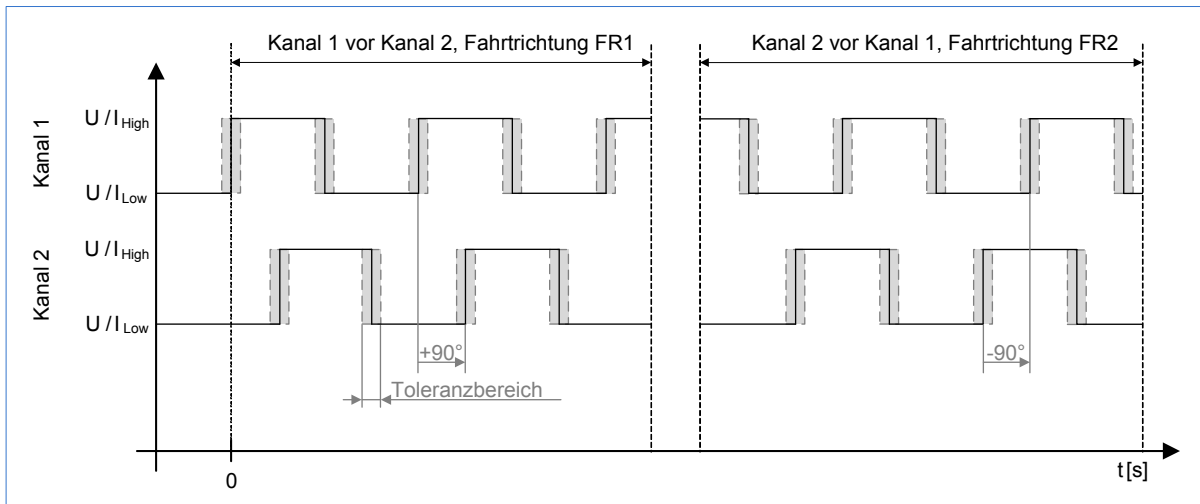 Kanal 1 vor Kanal 2, Fahrtrichtung FR1
Kanal 2 vor Kanal 1, Fahrtrichtung FR2
Kanal 1
U / I High
U / I Low
Kanal 2
U / I High
U / I Low
+90°
-90°
Toleranzbereich
0
t [s]